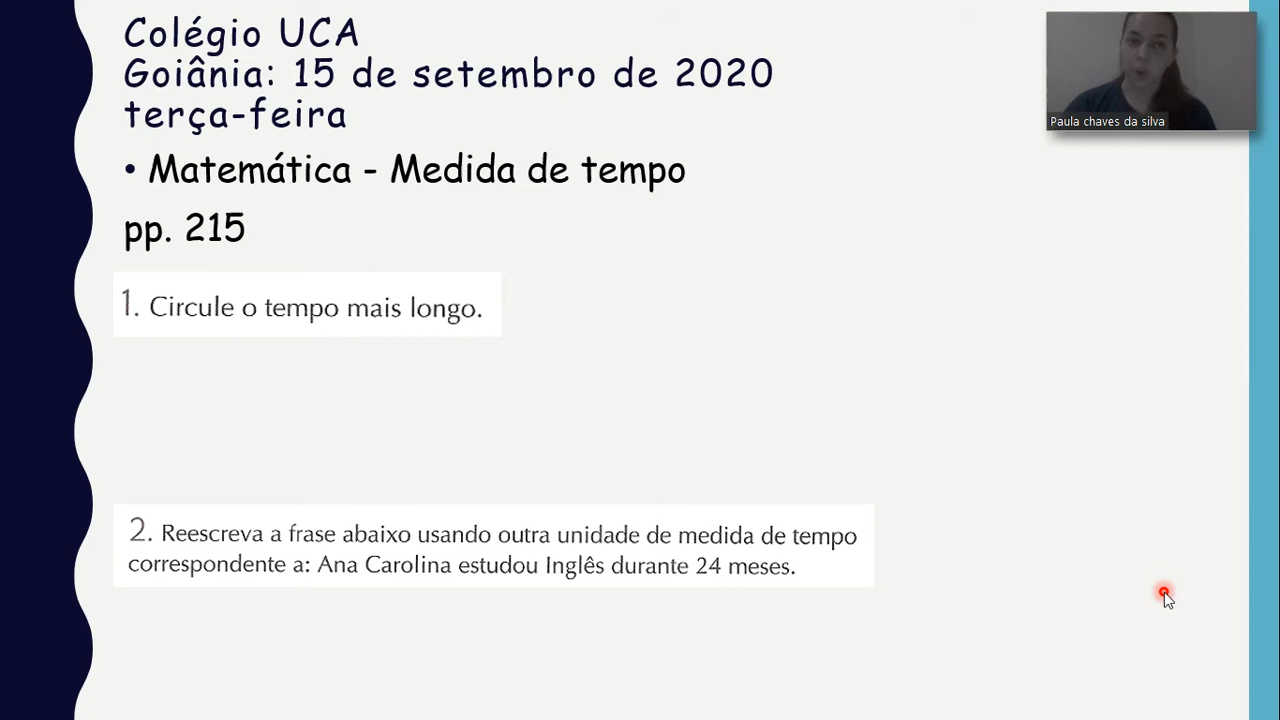 Colégio UCA
Goiânia: 15 de setembro de 2020
terça-feira
• Matemática - Medida de tempo
pp. 215
1. Circule o tempo mais longo.
2. Reescreva a frase abaixo usando outra unidade de medida de tempo
correspondente a: Ana Carolina estudou Inglês durante 24 meses.
Paula chaves da silva